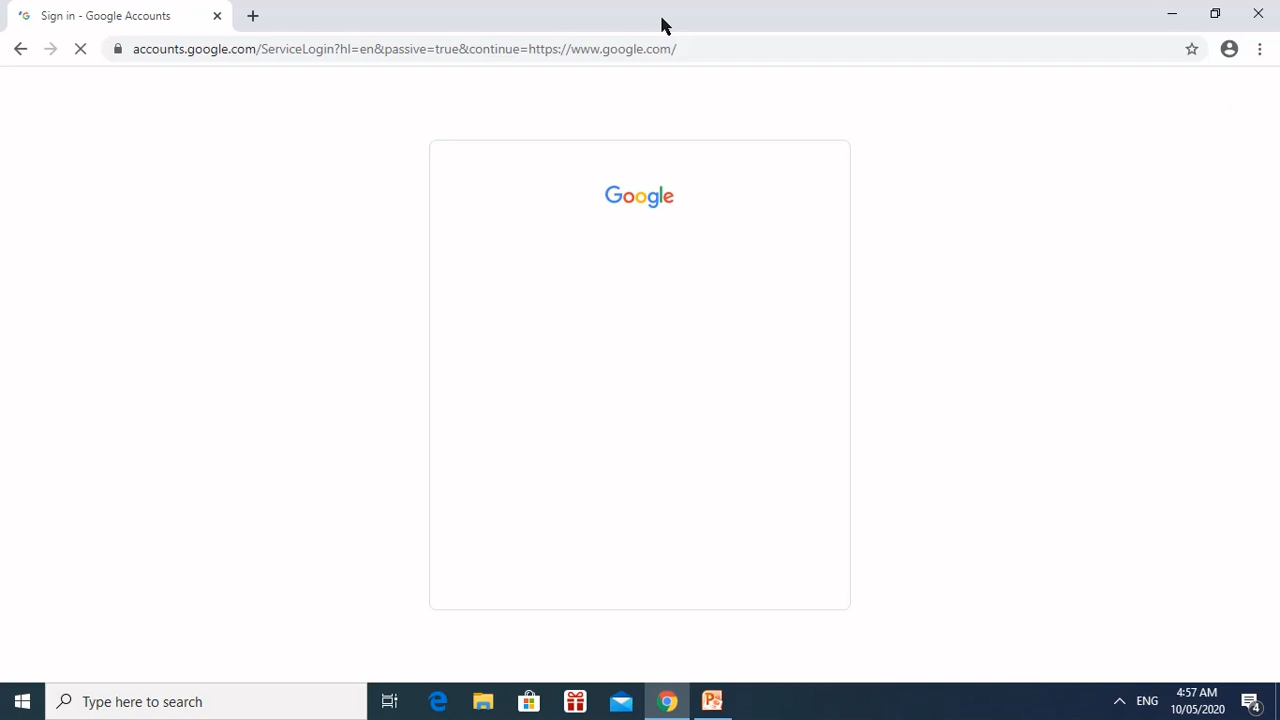 Sign in - Google Accounts
accounts.google.com/ServiceLogin?hl=en&passive=true&continue=https://www.google.com/
Google
Type here to search
ENG
4:57 AM
10/05/2020
4